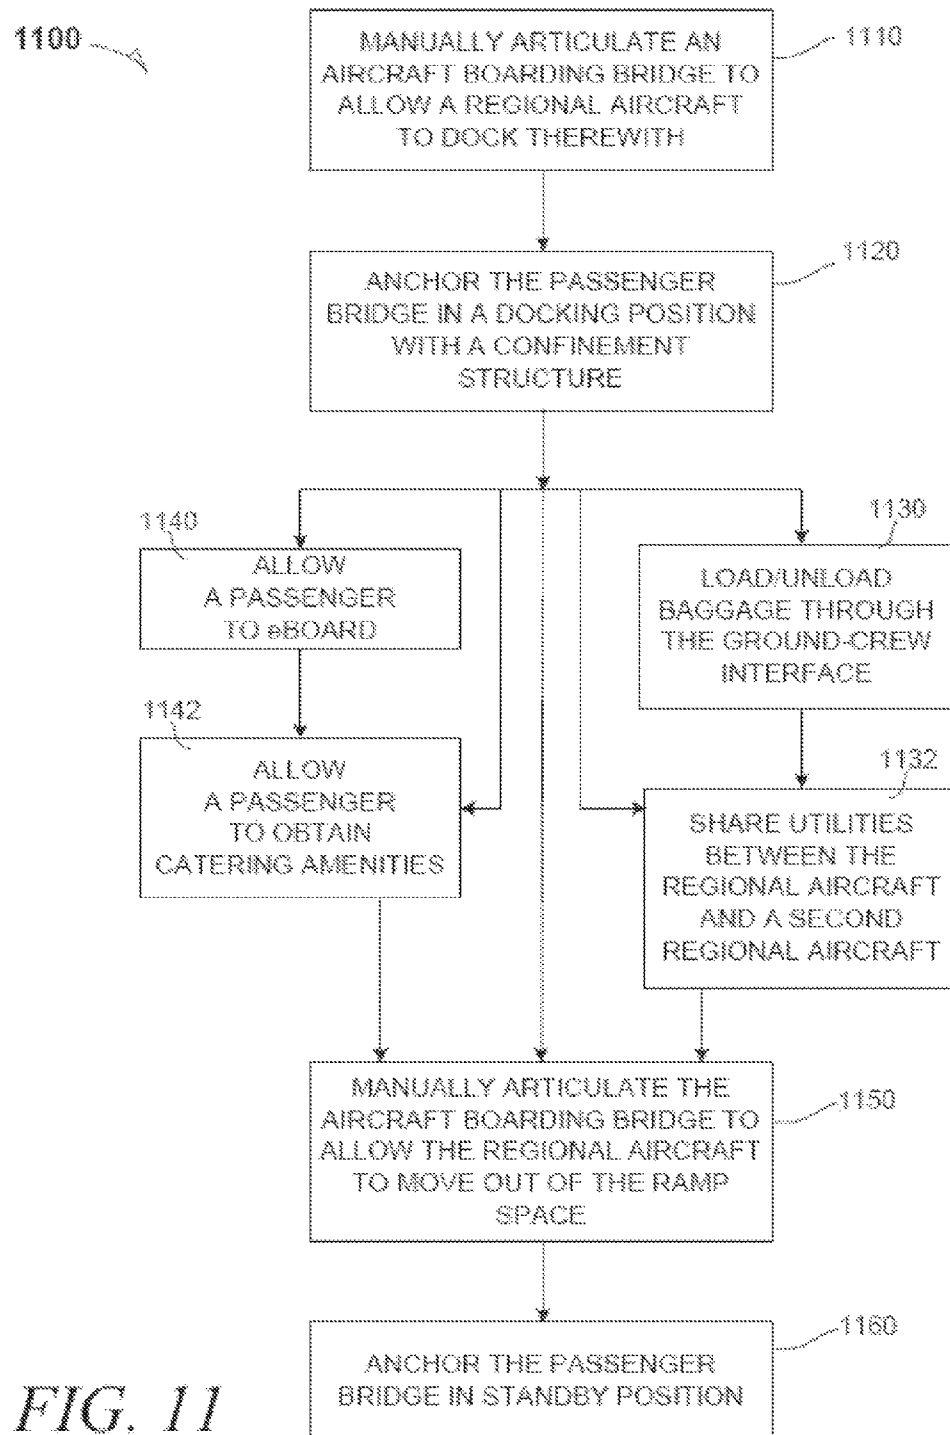 1100
MANUALLY ARTICULATE AN
AIRCRAFT BOARDING BRIDGE TO
ALLOW A REGIONAL AIRCRAFT
TO DOCK THEREWITH
1110
ANCHOR THE PASSENGER
BRIDGE IN A DOCKING POSITION
WITH A CONFINEMENT
STRUCTURE
1120
1140
ALLOW
A PASSENGER
TO eBOARD
1130
LOAD/UNLOAD
BAGGAGE THROUGH
THE GROUND-CREW
INTERFACE
1142
ALLOW
A PASSENGER
TO OBTAIN
CATERING AMENITIES
1132
SHARE UTILITIES
BETWEEN THE
REGIONAL AIRCRAFT
AND A SECOND
REGIONAL AIRCRAFT
MANUALLY ARTICULATE THE
AIRCRAFT BOARDING BRIDGE TO
ALLOW THE REGIONAL AIRCRAFT
TO MOVE OUT OF THE RAMP
SPACE
1150
ANCHOR THE PASSENGER
BRIDGE IN STANDBY POSITION
1160
FIG. 11